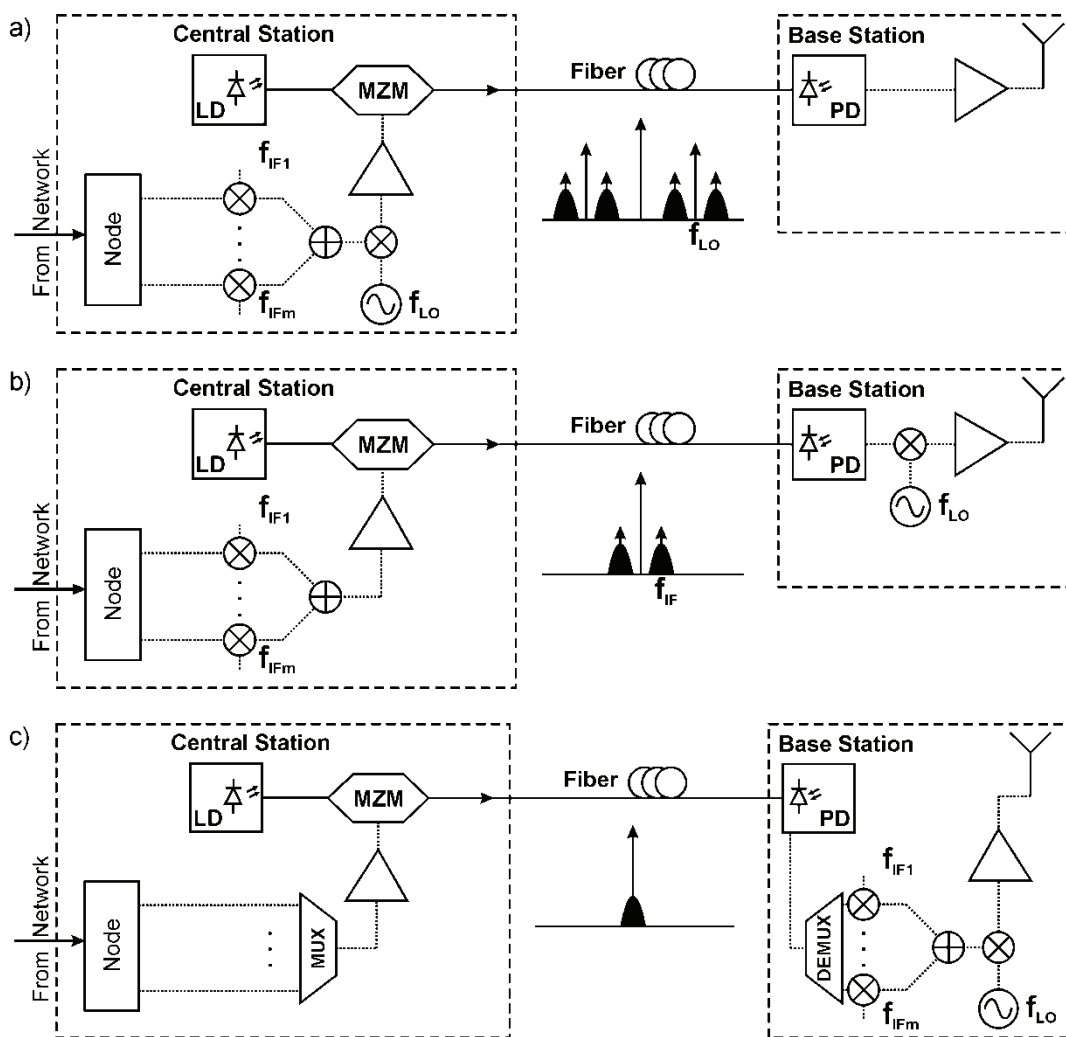 a)
Central Station
LD
MZM
Fiber
Base Station
PD
From Network
Node
fIF1
fIFm
fLO
fLO
b)
Central Station
LD
MZM
Fiber
Base Station
PD
fLO
From Network
Node
fIF1
fIFm
fIF
c)
Central Station
LD
MZM
Fiber
Base Station
PD
From Network
Node
MUX
DEMUX
fIF1
fIFm
fLO